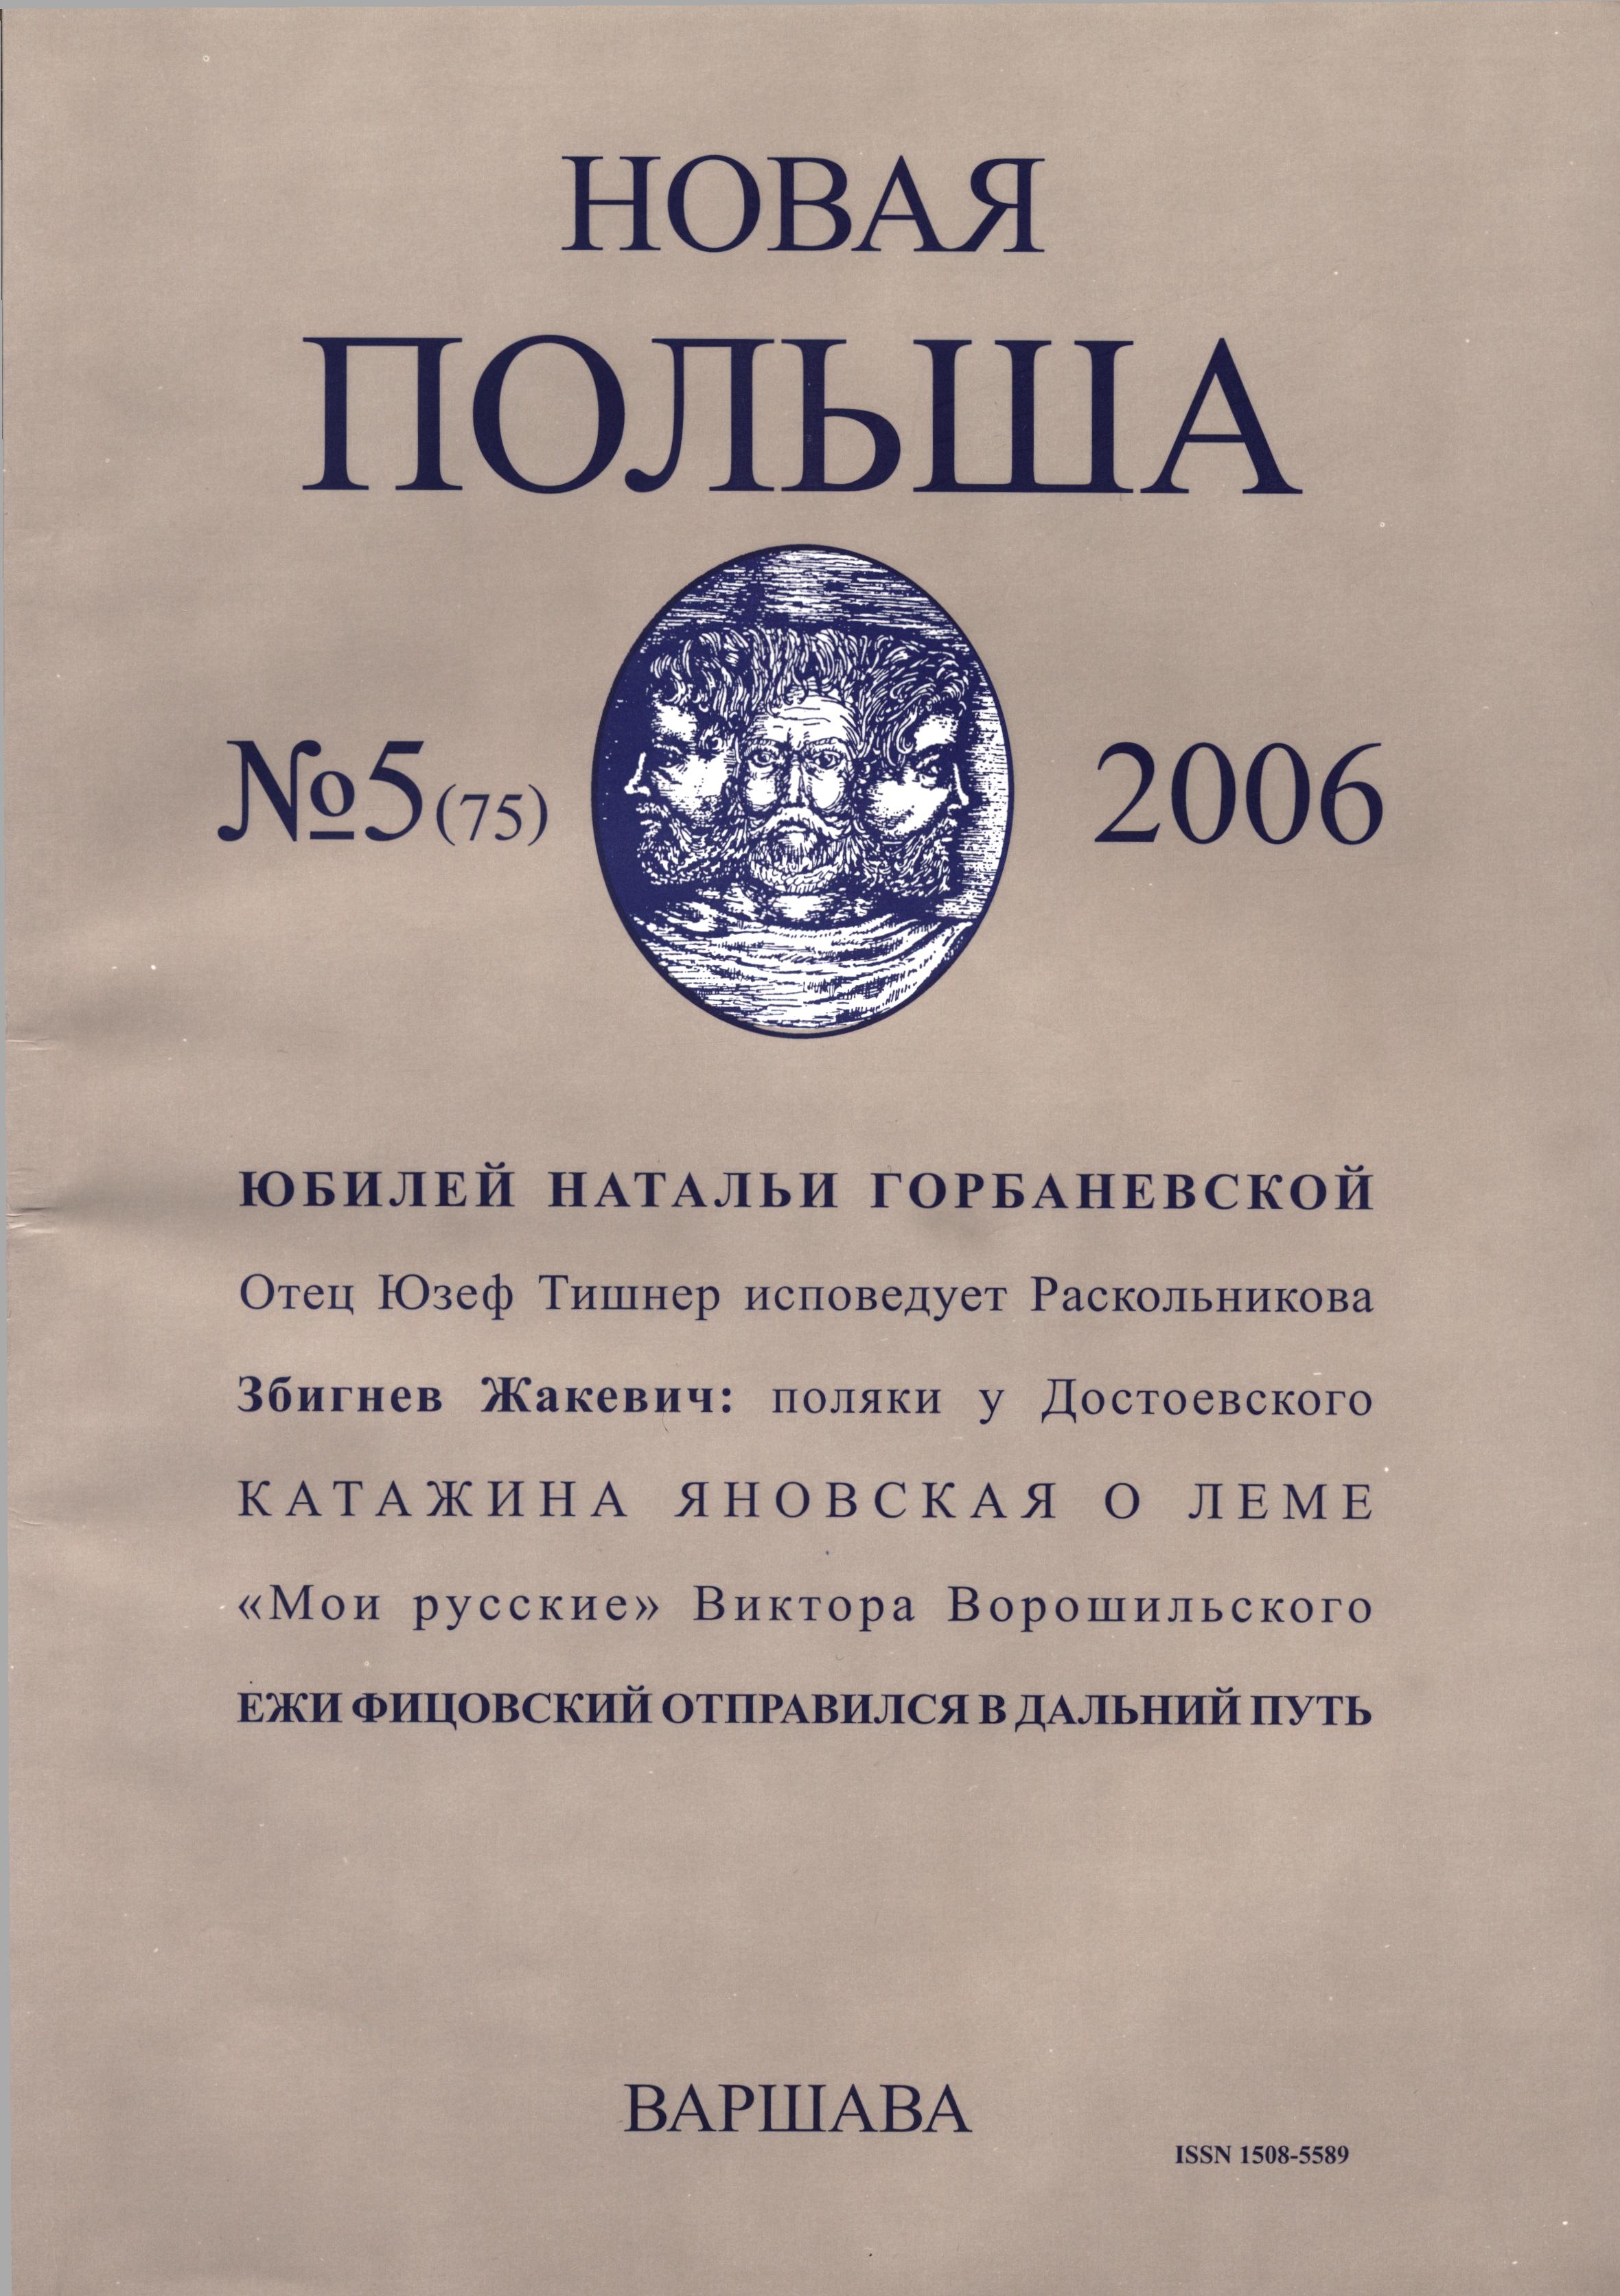 НОВАЯ
ПОЛЬША
№5(75) 2006
ЮБИЛЕЙ НАТАЛЬИ ГОРБАНЕВСКОЙ
Отец Юзеф Тишнер исповедует Раскольникова
Збигнев Жакевич: поляки у Достоевского
КАТАЖИНА ЯНОВСКАЯ О ЛЕМЕ
«Мои русские» Виктора Ворошильского
ЕЖИ ФИЦОВСКИЙ ОТПРАВИЛСЯ В ДАЛЬНИЙ ПУТЬ
ВАРШАВА
ISSN 1508-5589